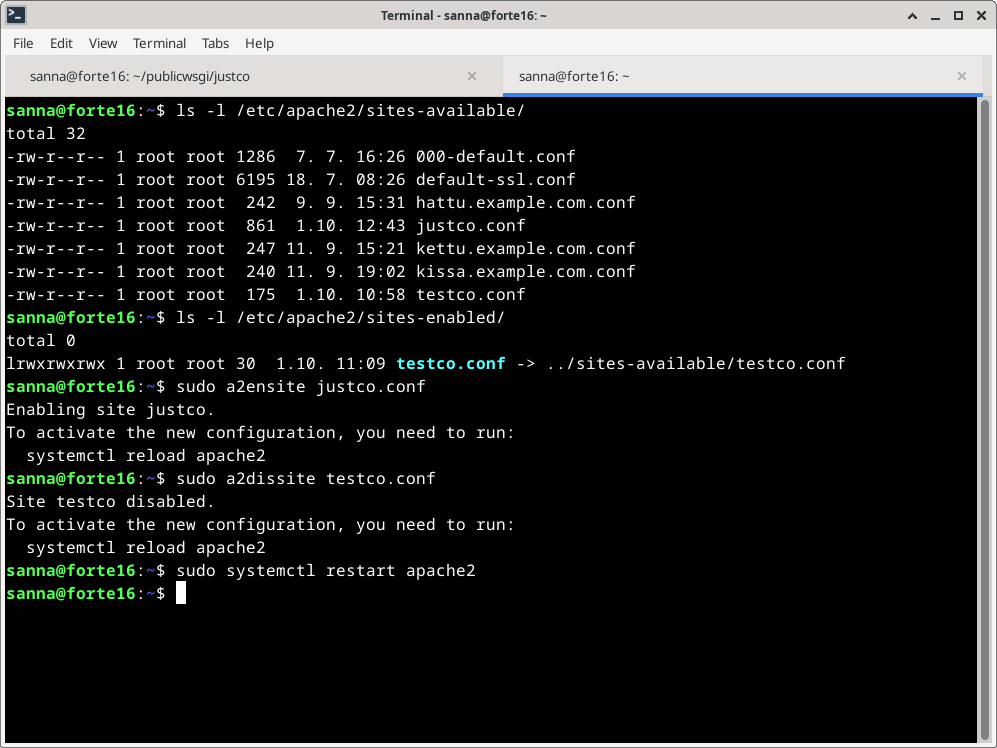 Terminal - sanna@forte16: ~
File Edit View Terminal Tabs Help
sanna@forte16: ~/publicwsgi/justco sanna@forte16: ~
sanna@forte16:~$ ls -l /etc/apache2/sites-available/
total 32
-rw-r--r-- 1 root root 1286  7. 7. 16:26 000-default.conf
-rw-r--r-- 1 root root 6195 18. 7. 08:26 default-ssl.conf
-rw-r--r-- 1 root root  242  9. 9. 15:31 hattu.example.com.conf
-rw-r--r-- 1 root root  861  1.10. 12:43 justco.conf
-rw-r--r-- 1 root root  247 11. 9. 15:21 kettu.example.com.conf
-rw-r--r-- 1 root root  240 11. 9. 19:02 kissa.example.com.conf
-rw-r--r-- 1 root root  175  1.10. 10:58 testco.conf
sanna@forte16:~$ ls -l /etc/apache2/sites-enabled/
total 0
lrwxrwxrwx 1 root root 30  1.10. 11:09 testco.conf -> ../sites-available/testco.conf
sanna@forte16:~$ sudo a2ensite justco.conf
Enabling site justco.
To activate the new configuration, you need to run:
  systemctl reload apache2
sanna@forte16:~$ sudo a2dissite testco.conf
Site testco disabled.
To activate the new configuration, you need to run:
  systemctl reload apache2
sanna@forte16:~$ sudo systemctl restart apache2
sanna@forte16:~$